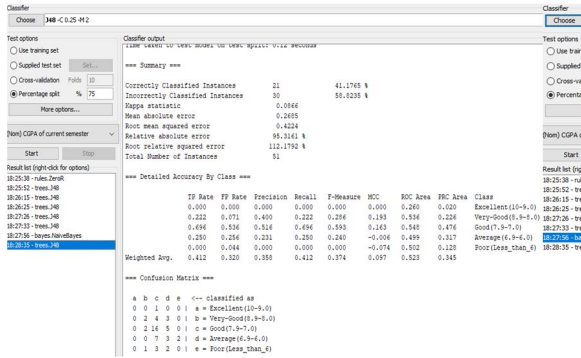 Classifier
Choose J48 -C 0.25 -M 2
Test options
Use training set
Supplied test set Set...
Cross-validation Folds 10
Percentage split % 75
More options...
(Nom) CGPA of current semester
Start Stop
Result list (right-click for options)
18:25:38 - rules.ZeroR
18:25:52 - trees.J48
18:26:15 - trees.J48
18:26:25 - trees.J48
18:27:26 - trees.J48
18:27:33 - trees.J48
18:27:56 - bayes.NaiveBayes
18:28:35 - trees.J48
Classifier output
Time taken to test model on test split: 0.12 seconds
=== Summary ===
Correctly Classified Instances 21 41.1765 %
Incorrectly Classified Instances 30 58.8235 %
Kappa statistic 0.0866
Mean absolute error 0.2685
Root mean squared error 0.4224
Relative absolute error 95.3161 %
Root relative squared error 112.1792 %
Total Number of Instances 51
=== Detailed Accuracy By Class ===
TP Rate FP Rate Precision Recall F-Measure MCC ROC Area PRC Area Class
0.000 0.000 0.000 0.000 0.000 0.000 0.260 0.020 Excellent(10-9.0)
0.222 0.071 0.400 0.222 0.286 0.193 0.536 0.226 Very-Good(8.9-8.0)
0.696 0.536 0.516 0.696 0.593 0.163 0.548 0.476 Good(7.9-7.0)
0.250 0.256 0.231 0.250 0.240 -0.006 0.499 0.317 Average(6.9-6.0)
0.000 0.044 0.000 0.000 0.000 -0.074 0.502 0.128 Poor(Less_than_6)
Weighted Avg. 0.412 0.320 0.358 0.412 0.374 0.097 0.523 0.345
=== Confusion Matrix ===
a b c d e <-- classified as
0 0 1 0 0 | a = Excellent(10-9.0)
0 2 4 3 0 | b = Very-Good(8.9-8.0)
0 2 16 5 0 | c = Good(7.9-7.0)
0 0 7 3 2 | d = Average(6.9-6.0)
0 1 3 2 0 | e = Poor(Less_than_6)
Classifier
Choose
Test options
Use train
Supplied
Cross-va
Percenta
(Nom) CGPA o
Start
Result list (rig
18:25:38 - rul
18:25:52 - tre
18:26:15 - tre
18:26:25 - tre
18:27:26 - tre
18:27:33 - tre
18:27:56 - ba
18:28:35 - tre